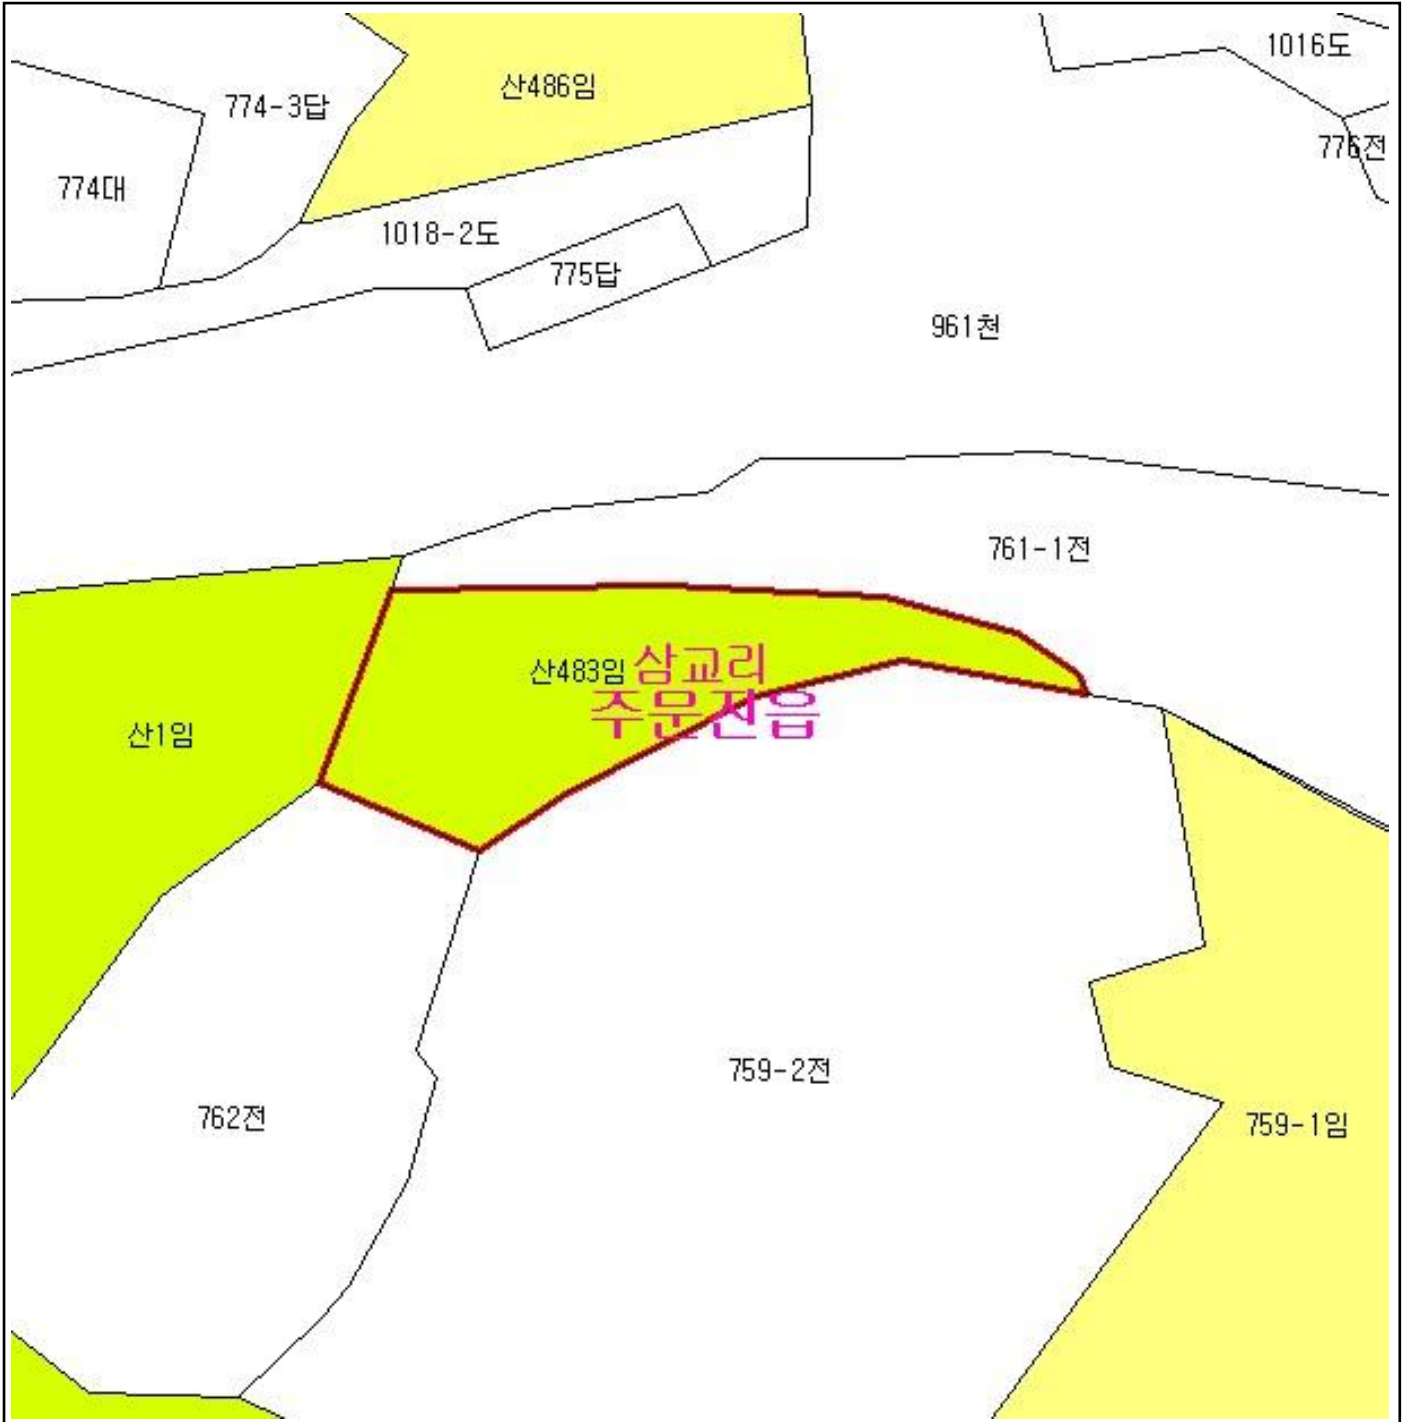 1016도
산486임
774-3답
776전
774대
1018-2도
775답
961천
761-1전
산483임
삼교리
주문진읍
산1임
759-2전
762전
759-1임